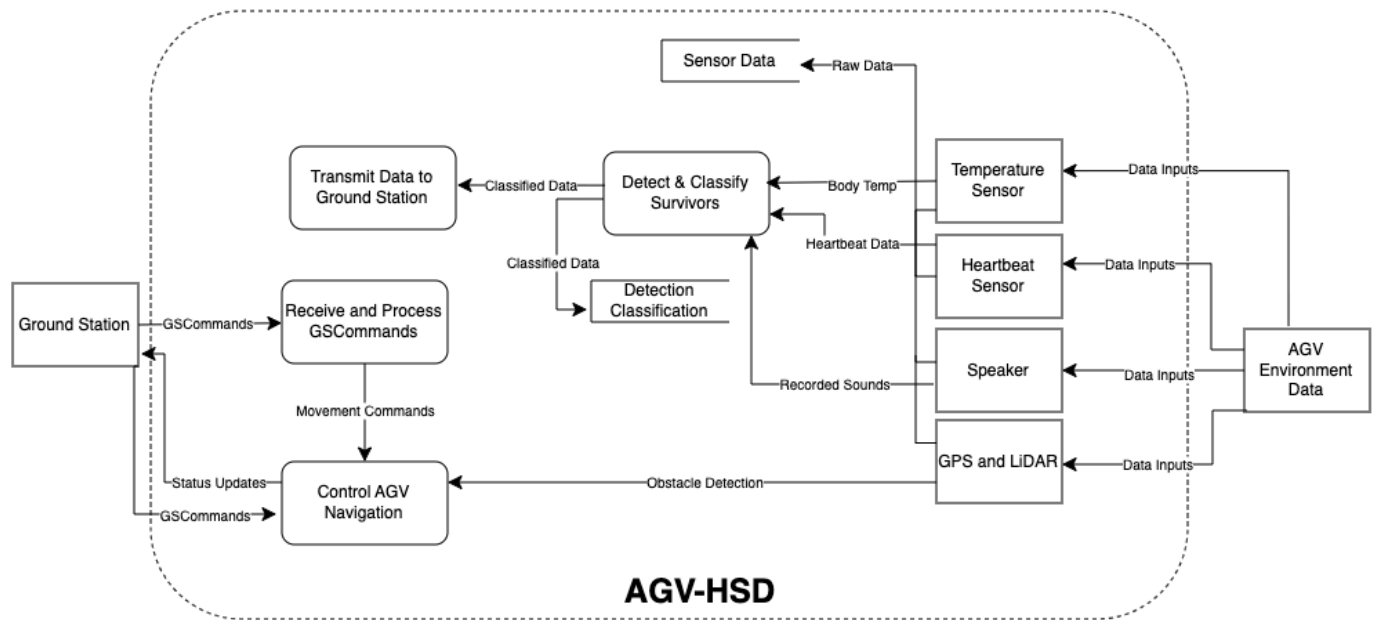 Sensor Data
Raw Data
Transmit Data to
Ground Station
Classified Data
Detect & Classify
Survivors
Body Temp
Temperature
Sensor
Data Inputs
Heartbeat Data
Classified Data
Heartbeat
Sensor
Data Inputs
Detection
Classification
Ground Station
GSCommands
Receive and Process
GSCommands
Speaker
Data Inputs
AGV
Environment
Data
Recorded Sounds
Movement Commands
GPS and LiDAR
Data Inputs
Status Updates
Obstacle Detection
Control AGV
Navigation
GSCommands
AGV-HSD